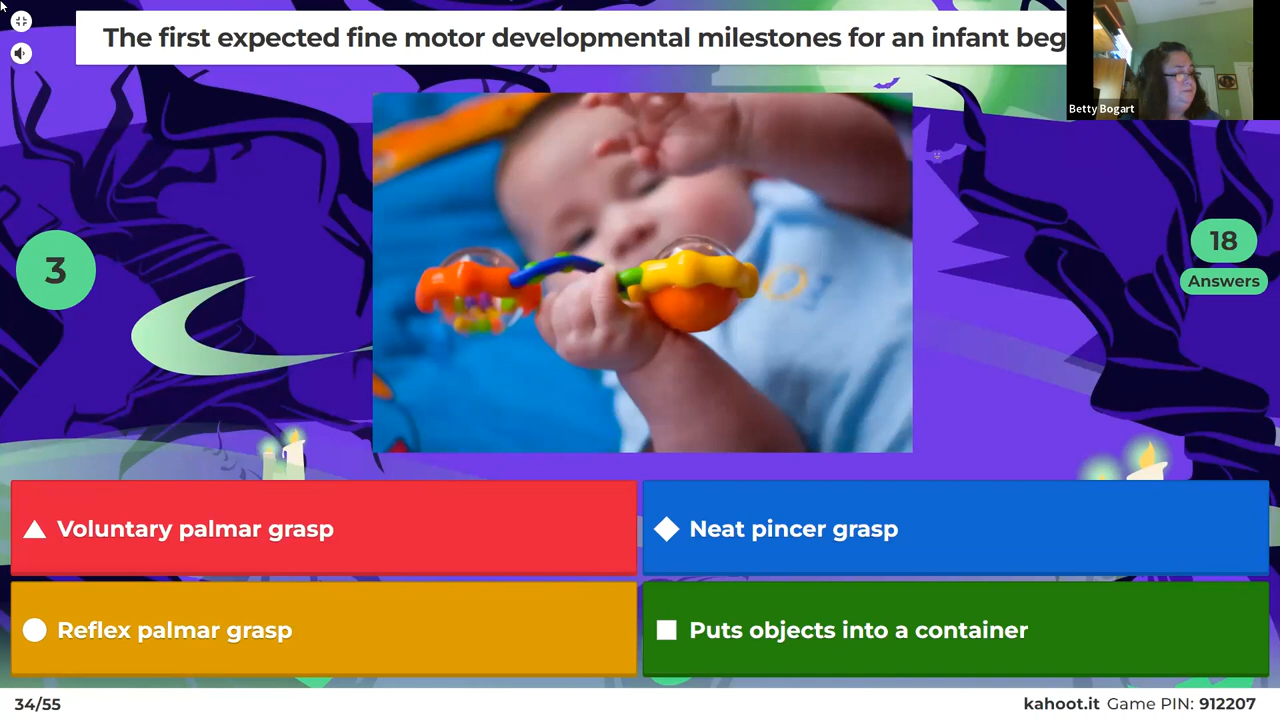 The first expected fine motor developmental milestones for an infant beg
Betty Bogart
3
18
Answers
Voluntary palmar grasp
Neat pincer grasp
Reflex palmar grasp
Puts objects into a container
34/55
kahoot.it Game PIN: 912207